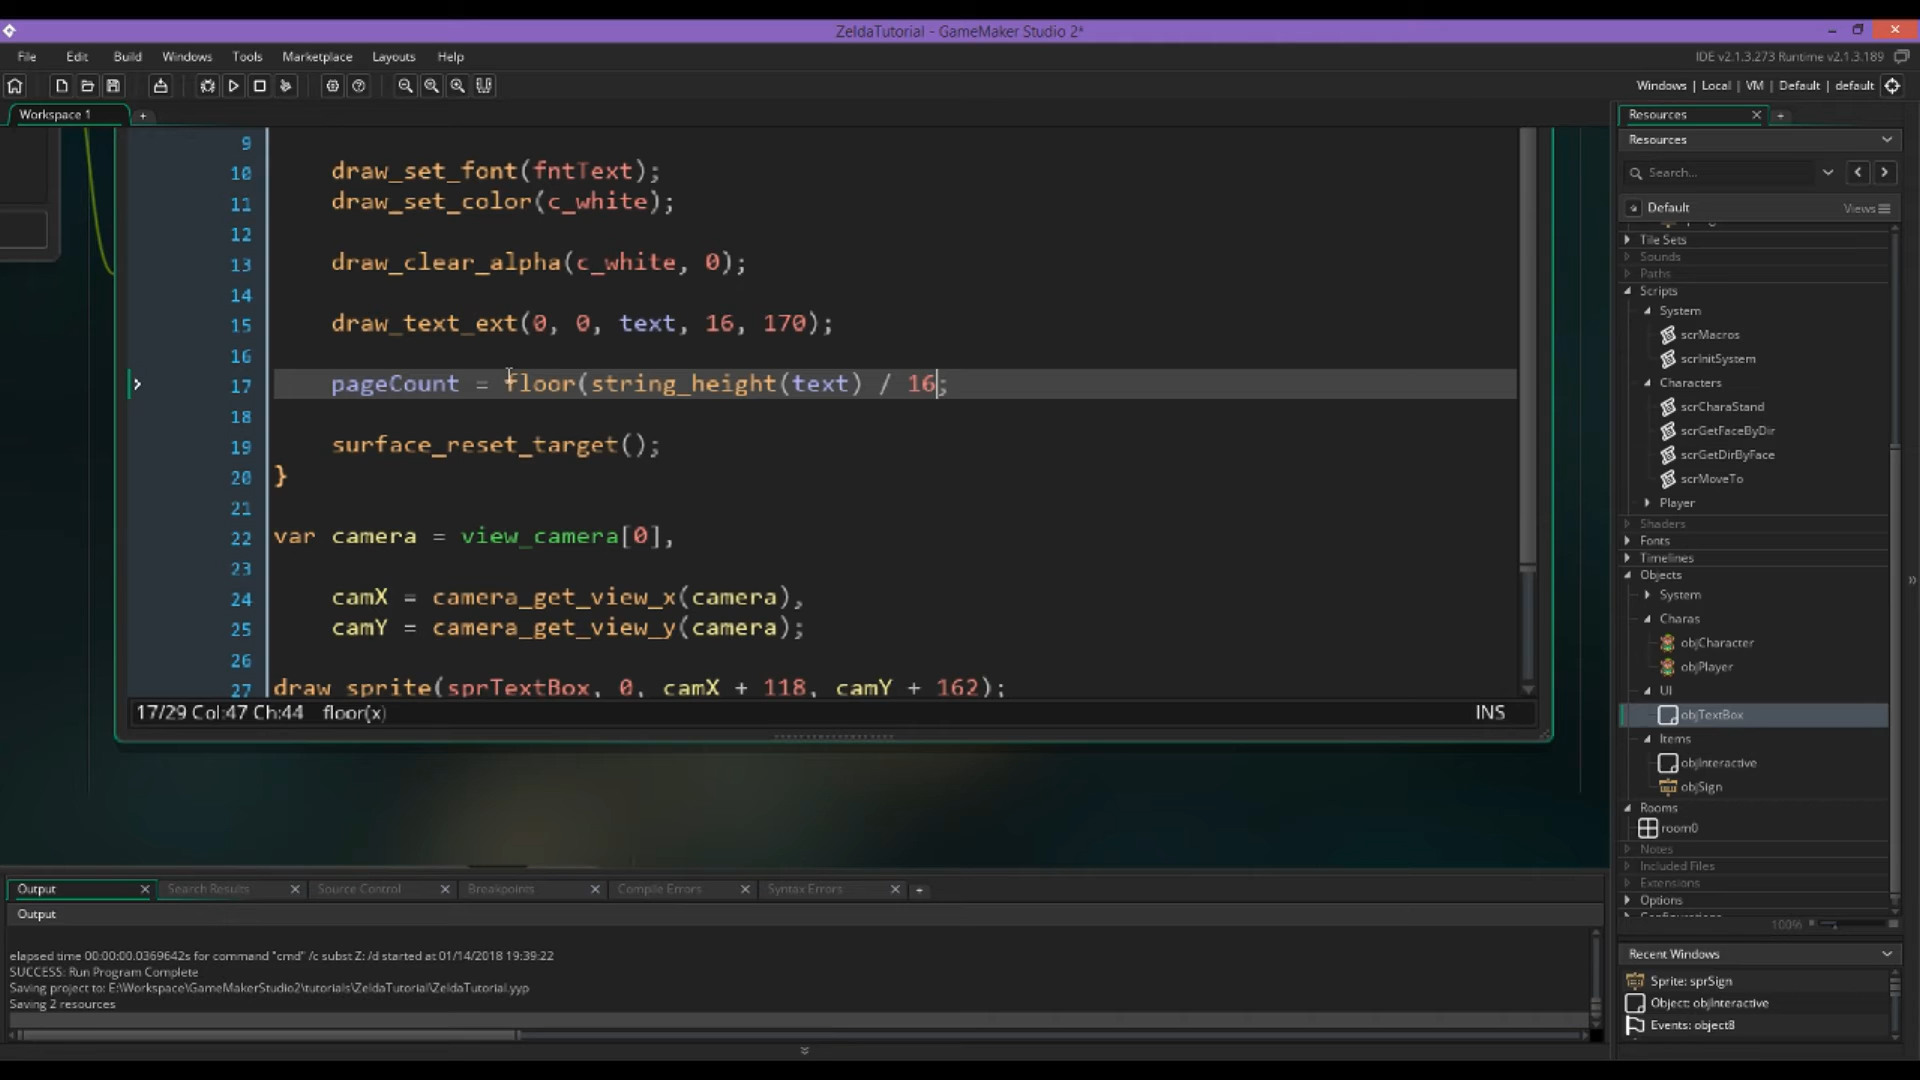 ZeldaTutorial - GameMaker Studio 2*
File Edit Build Windows Tools Marketplace Layouts Help
IDE v2.1.3.273 Runtime v2.1.3.189
Windows | Local | VM | Default | default
Workspace 1
9
10 draw_set_font(fntText);
11 draw_set_color(c_white);
12
13 draw_clear_alpha(c_white, 0);
14
15 draw_text_ext(0, 0, text, 16, 170);
16
17 pageCount = floor(string_height(text) / 16;
18
19 surface_reset_target();
20 }
21
22 var camera = view_camera[0],
23
24 camX = camera_get_view_x(camera),
25 camY = camera_get_view_y(camera);
26
27 draw_sprite(sprTextBox, 0, camX + 118, camY + 162);
17/29 Col:47 Ch:44 floor(x)
INS
Resources
Resources
Search...
Default
Views
Tile Sets
Sounds
Paths
Scripts
System
scrMacros
scrInitSystem
Characters
scrCharaStand
scrGetFaceByDir
scrGetDirByFace
scrMoveTo
Player
Shaders
Fonts
Timelines
Objects
System
Charas
objCharacter
objPlayer
UI
objTextBox
Items
objInteractive
objSign
Rooms
room0
Notes
Included Files
Extensions
Options
100%
Recent Windows
Sprite: sprSign
Object: objInteractive
Events: object8
Output Search Results Source Control Breakpoints Compile Errors Syntax Errors
Output
elapsed time 00:00:00.0369642s for command "cmd" /c subst Z: /d started at 01/14/2018 19:39:22
SUCCESS: Run Program Complete
Saving project to: E:\Workspace\GameMakerStudio2\tutorials\ZeldaTutorial\ZeldaTutorial.yyp
Saving 2 resources